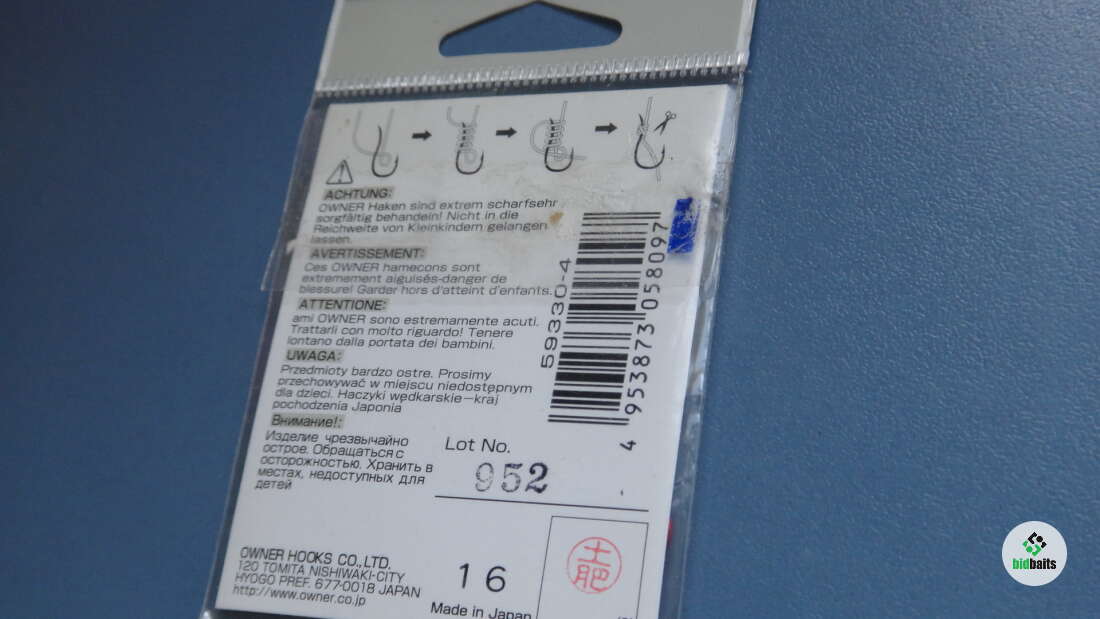 ACHTUNG:
OWNER Haken sind extrem scharfsehr
sorgfältig behandeln! Nicht in die
Reichweite von Kleinkindern gelangen
lassen.
AVERTISSEMENT:
Ces OWNER hamecons sont
extremement aiguisés-danger de
blessure! Garder hors d'atteint d'enfants.
ATTENTIONE:
ami OWNER sono estremamente acuti.
Trattarli con molto riguardo! Tenere
lontano dalla portata dei bambini.
UWAGA:
Przedmioty bardzo ostre. Prosimy
przechowywać w miejscu niedostępnym
dla dzieci. Haczyki wędkarskie—kraj
pochodzenia Japonia
Внимание!:
Изделие чрезвычайно
острое. Обращаться с
осторожностью. Хранить в
местах, недоступных для
детей
59330-4
4 953873 058097
Lot No.
952
OWNER HOOKS CO.,LTD.
120 TOMITA NISHIWAKI-CITY
HYOGO PREF. 677-0018 JAPAN
http://www.owner.co.jp
16
Made in Japan
土肥
bidbaits